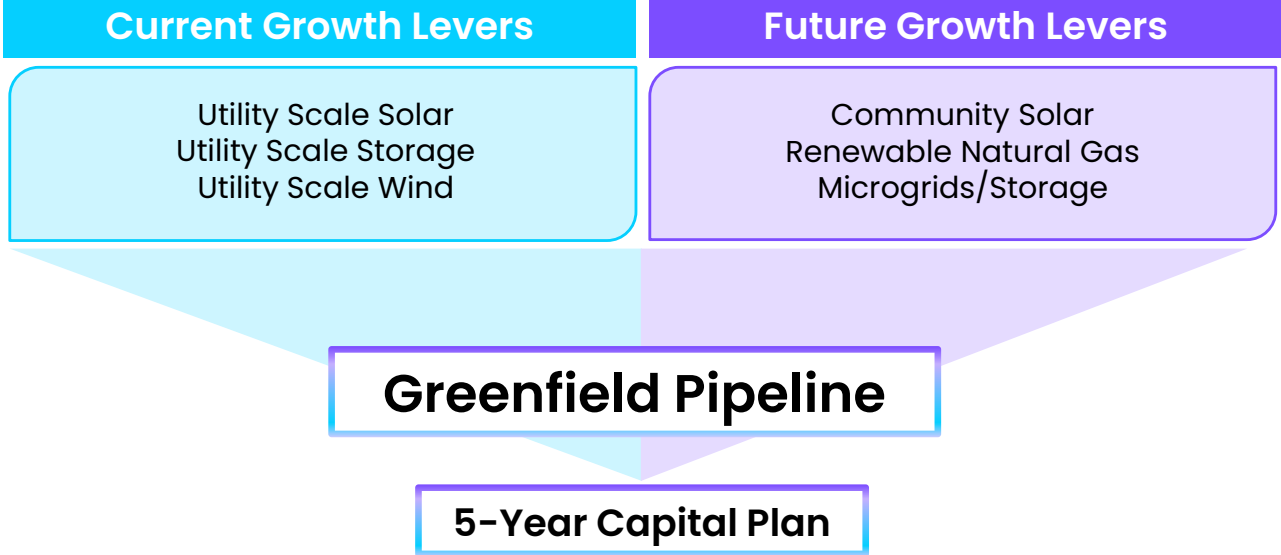 Current Growth Levers
Utility Scale Solar
Utility Scale Storage
Utility Scale Wind
Future Growth Levers
Community Solar
Renewable Natural Gas
Microgrids/Storage
Greenfield Pipeline
5-Year Capital Plan